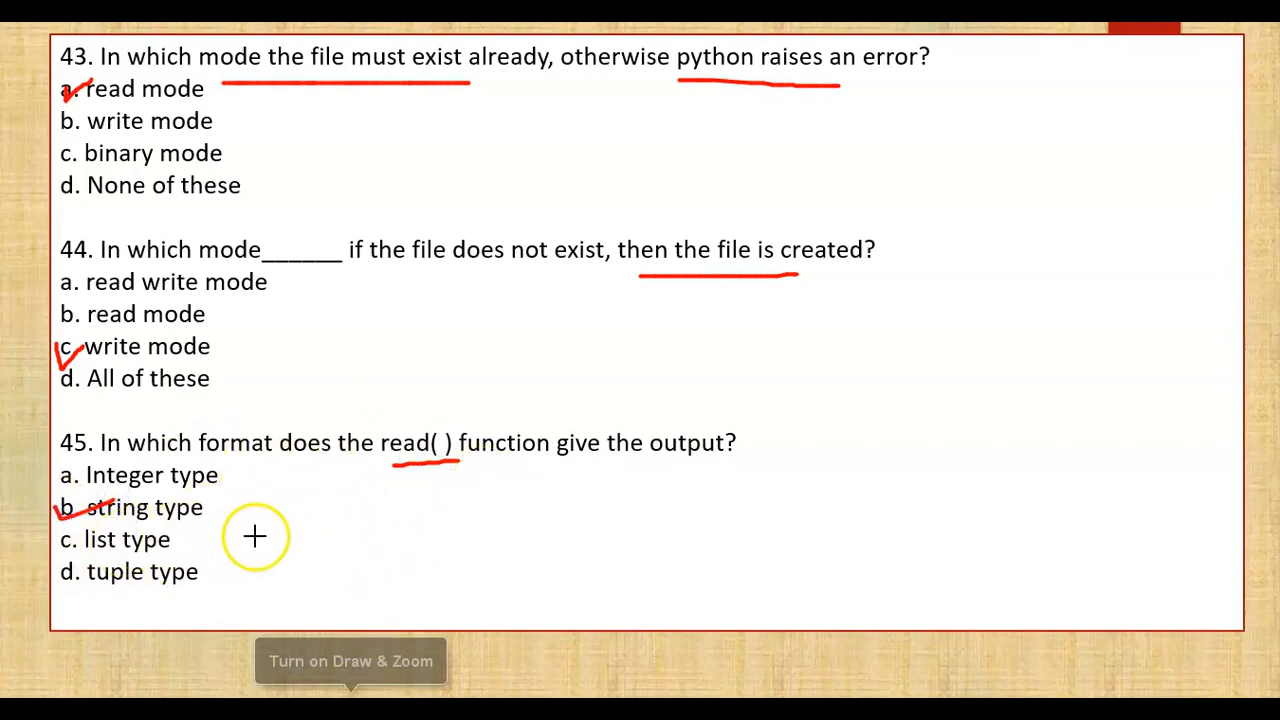 43. In which mode the file must exist already, otherwise python raises an error?
a. read mode
b. write mode
c. binary mode
d. None of these
44. In which mode______ if the file does not exist, then the file is created?
a. read write mode
b. read mode
c. write mode
d. All of these
45. In which format does the read( ) function give the output?
a. Integer type
b. string type
c. list type
d. tuple type
Turn on Draw & Zoom